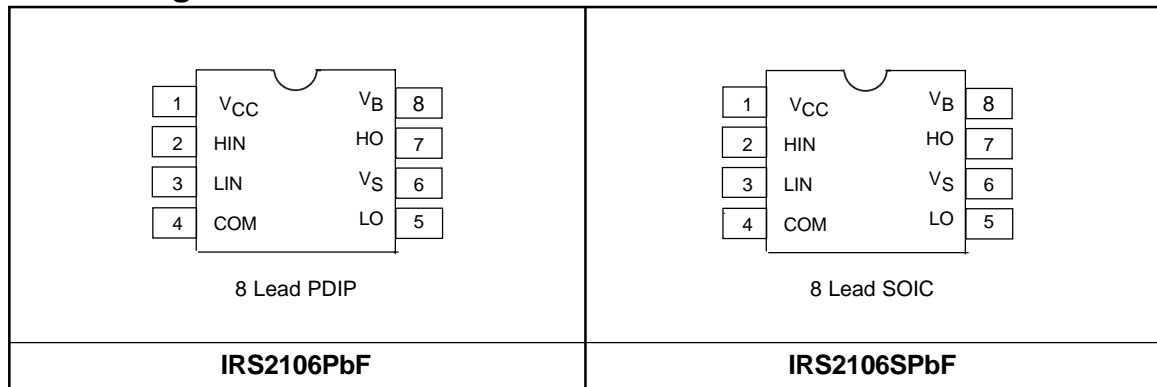 1 VCC VB 8
2 HIN HO 7
3 LIN VS 6
4 COM LO 5
8 Lead PDIP
IRS2106PbF
1 VCC VB 8
2 HIN HO 7
3 LIN VS 6
4 COM LO 5
8 Lead SOIC
IRS2106SPbF